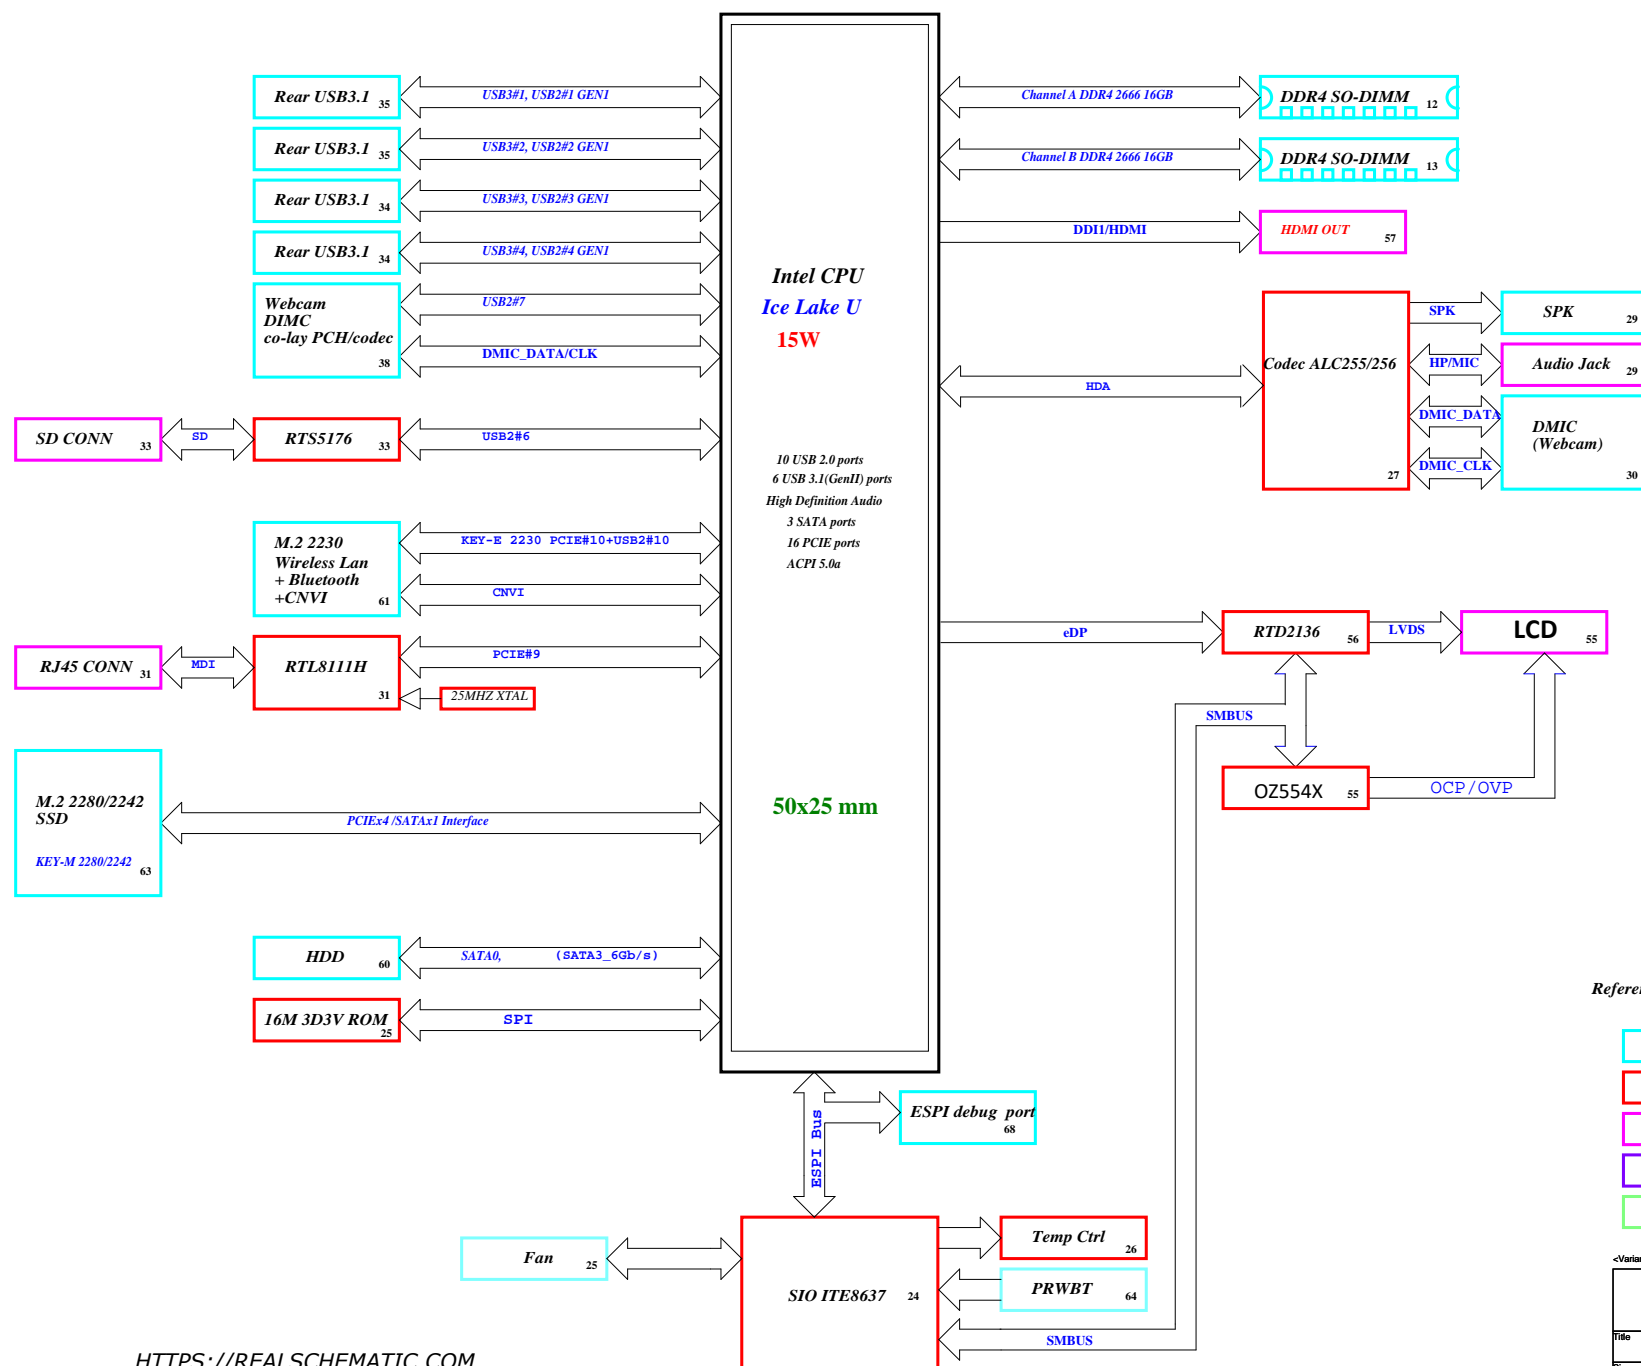 Rear USB3.1 35
USB3#1, USB2#1 GEN1
Rear USB3.1 35
USB3#2, USB2#2 GEN1
Rear USB3.1 34
USB3#3, USB2#3 GEN1
Rear USB3.1 34
USB3#4, USB2#4 GEN1
Webcam
DIMC
co-lay PCH/codec
38
USB2#7
DMIC_DATA/CLK
SD CONN 33
SD
RTS5176 33
USB2#6
M.2 2230
Wireless Lan
+ Bluetooth
+CNVI 61
KEY-E 2230 PCIE#10+USB2#10
CNVI
RJ45 CONN 31
MDI
RTL8111H
31
PCIE#9
25MHZ XTAL
M.2 2280/2242
SSD
KEY-M 2280/2242 63
PCIEx4 /SATAx1 Interface
HDD 60
SATA0, (SATA3_6Gb/s)
16M 3D3V ROM
25
SPI
Intel CPU
Ice Lake U
15W
10 USB 2.0 ports
6 USB 3.1(GenII) ports
High Definition Audio
3 SATA ports
16 PCIE ports
ACPI 5.0a
50x25 mm
Channel A DDR4 2666 16GB
DDR4 SO-DIMM 12
Channel B DDR4 2666 16GB
DDR4 SO-DIMM 13
DDI1/HDMI
HDMI OUT 57
HDA
Codec ALC255/256
27
SPK
SPK 29
HP/MIC
Audio Jack 29
DMIC_DATA
DMIC_CLK
DMIC
(Webcam)
30
eDP
RTD2136 56
LVDS
LCD 55
SMBUS
OZ554X 55
OCP/OVP
ESPI Bus
ESPI debug port
68
Fan 25
SIO ITE8637 24
Temp Ctrl 26
PRWBT 64
SMBUS
Title
HTTPS://REALSCHEMATIC.COM